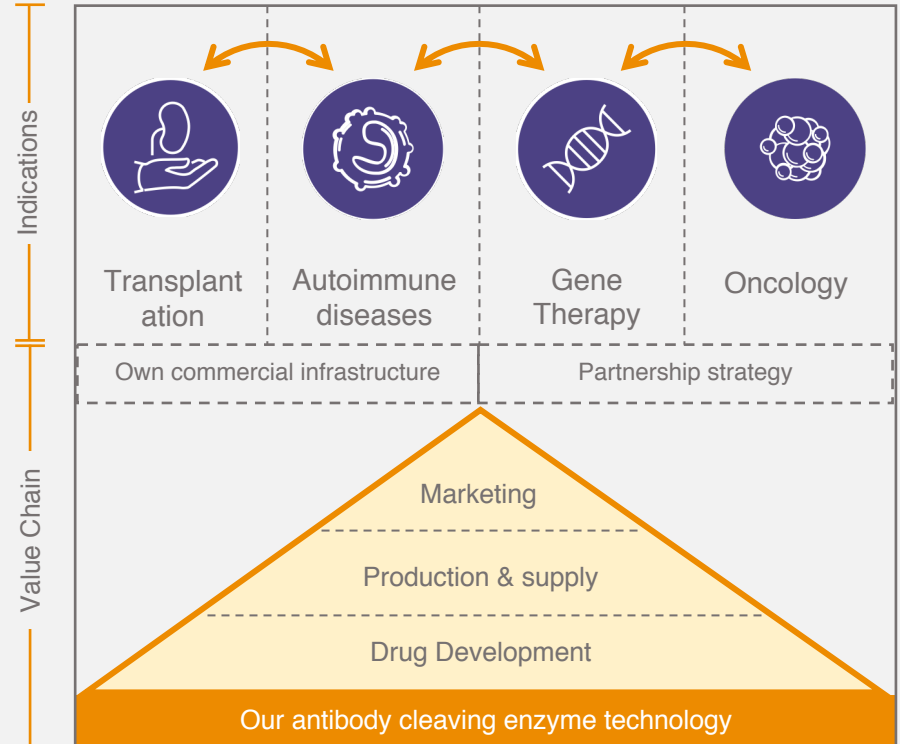 Indications
Transplant
ation
Autoimmune
diseases
Gene
Therapy
Oncology
Own commercial infrastructure
Partnership strategy
Value Chain
Marketing
Production & supply
Drug Development
Our antibody cleaving enzyme technology